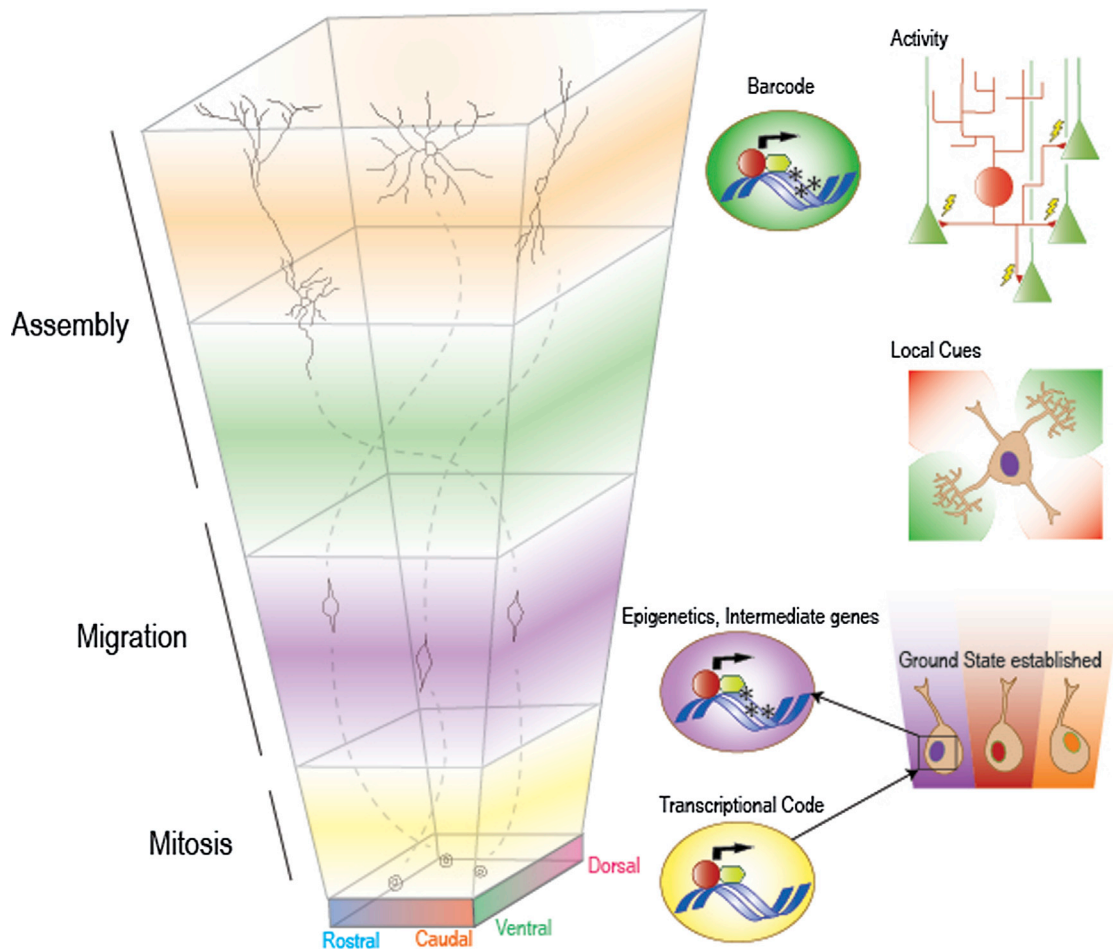 Activity
Barcode
Assembly
Local Cues
Migration
Epigenetics, Intermediate genes
Ground State established
Mitosis
Transcriptional Code
Dorsal
Ventral
Rostral
Caudal